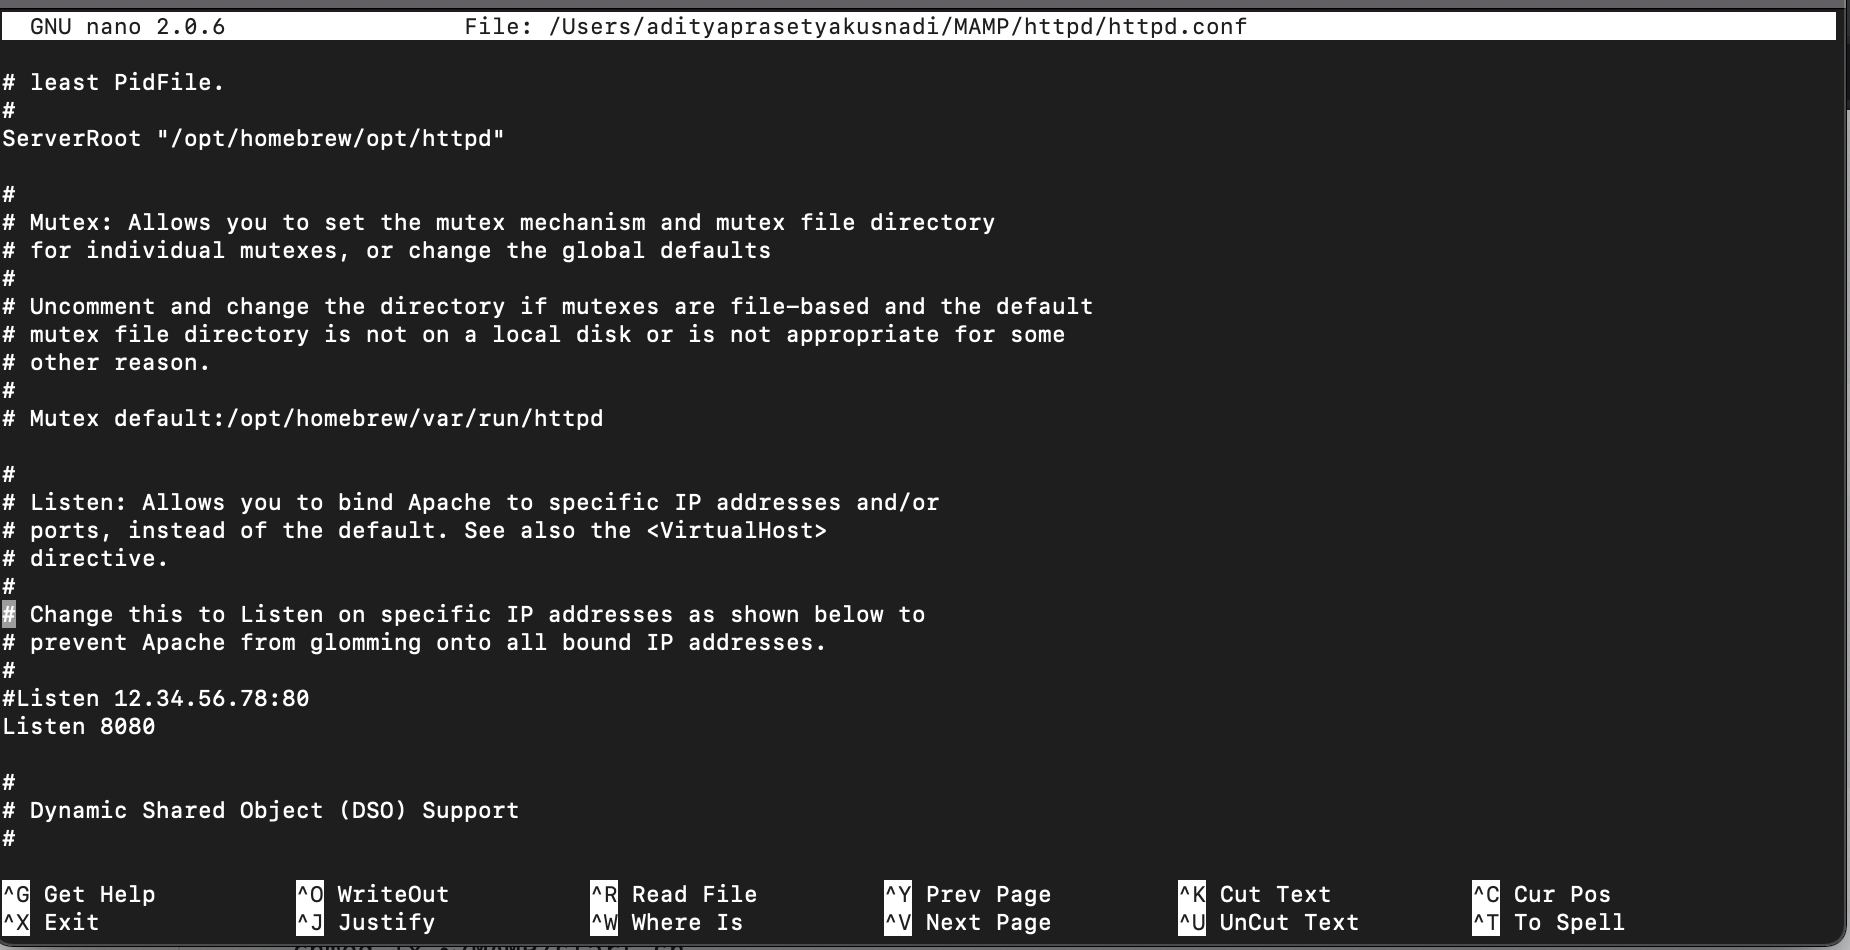 GNU nano 2.0.6 File: /Users/adityaprasetyakusnadi/MAMP/httpd/httpd.conf
# least PidFile.
#
ServerRoot "/opt/homebrew/opt/httpd"
#
# Mutex: Allows you to set the mutex mechanism and mutex file directory
# for individual mutexes, or change the global defaults
#
# Uncomment and change the directory if mutexes are file-based and the default
# mutex file directory is not on a local disk or is not appropriate for some
# other reason.
#
# Mutex default:/opt/homebrew/var/run/httpd
#
# Listen: Allows you to bind Apache to specific IP addresses and/or
# ports, instead of the default. See also the <VirtualHost>
# directive.
#
# Change this to Listen on specific IP addresses as shown below to
# prevent Apache from glomming onto all bound IP addresses.
#
#Listen 12.34.56.78:80
Listen 8080
#
# Dynamic Shared Object (DSO) Support
#
^G Get Help ^O WriteOut ^R Read File ^Y Prev Page ^K Cut Text ^C Cur Pos
^X Exit ^J Justify ^W Where Is ^V Next Page ^U UnCut Text ^T To Spell